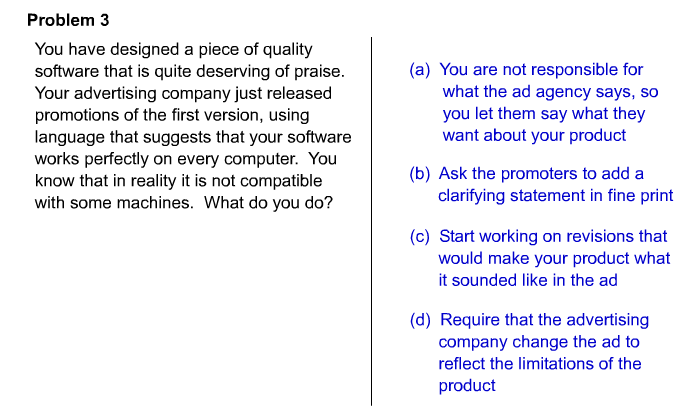 Problem 3
You have designed a piece of quality
software that is quite deserving of praise.
Your advertising company just released
promotions of the first version, using
language that suggests that your software
works perfectly on every computer.  You
know that in reality it is not compatible
with some machines.  What do you do?
(a)  You are not responsible for
what the ad agency says, so
you let them say what they
want about your product
(b)  Ask the promoters to add a
clarifying statement in fine print
(c)  Start working on revisions that
would make your product what
it sounded like in the ad
(d)  Require that the advertising
company change the ad to
reflect the limitations of the
product